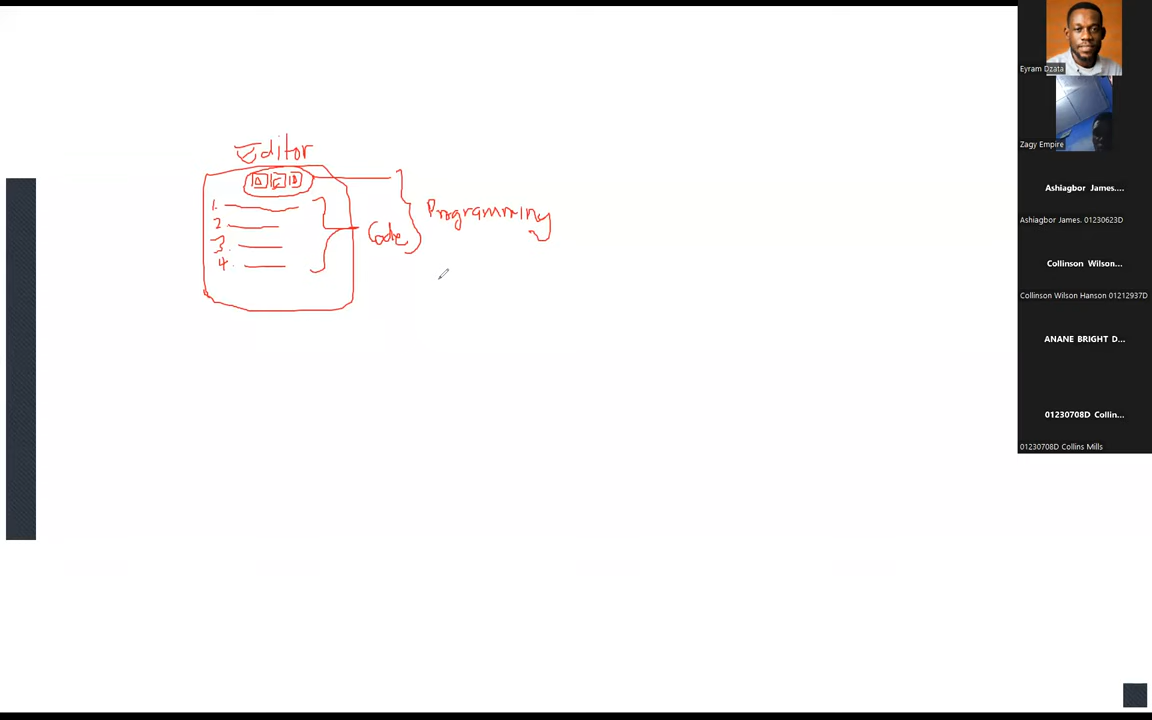 Editor
1.
2
3.
4.
Code
Programming
Eyram Dzata
Zagy Empire
Ashiagbor James....
Ashiagbor James. 01230623D
Collinson Wilson...
Collinson Wilson Hanson 01212937D
ANANE BRIGHT D...
01230708D Collin...
01230708D Collins Mills